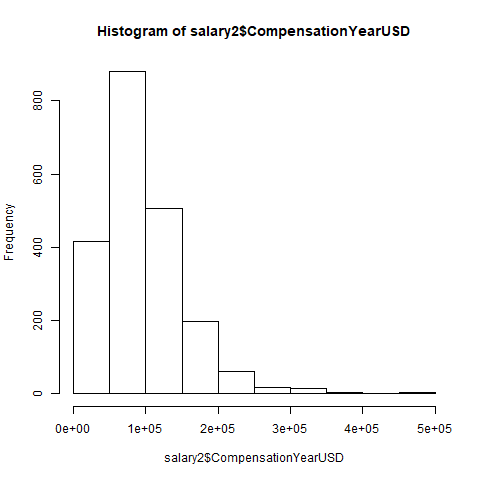 Histogram of salary2$CompensationYearUSD
Frequency
800
600
400
200
0
0e+00 1e+05 2e+05 3e+05 4e+05 5e+05
salary2$CompensationYearUSD